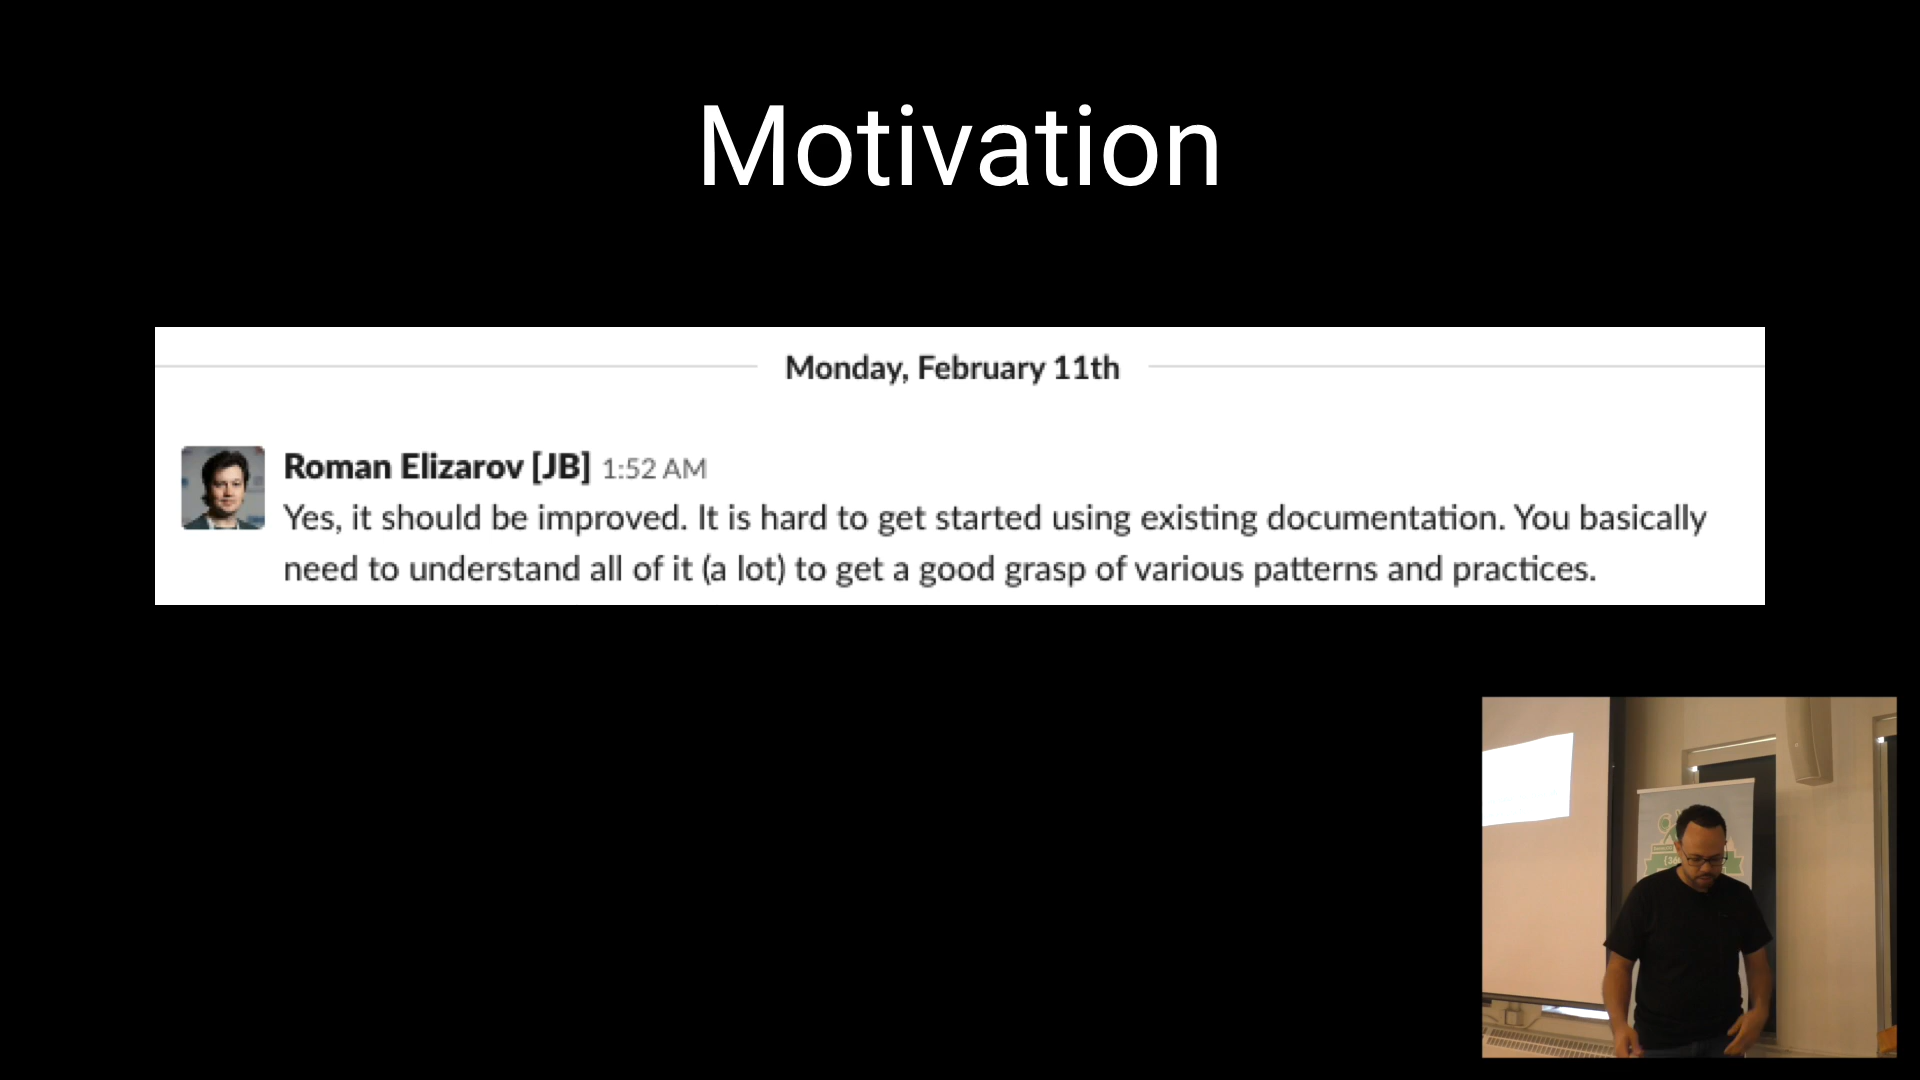 Motivation
Monday, February 11th
Roman Elizarov [JB] 1:52 AM
Yes, it should be improved. It is hard to get started using existing documentation. You basically
need to understand all of it (a lot) to get a good grasp of various patterns and practices.